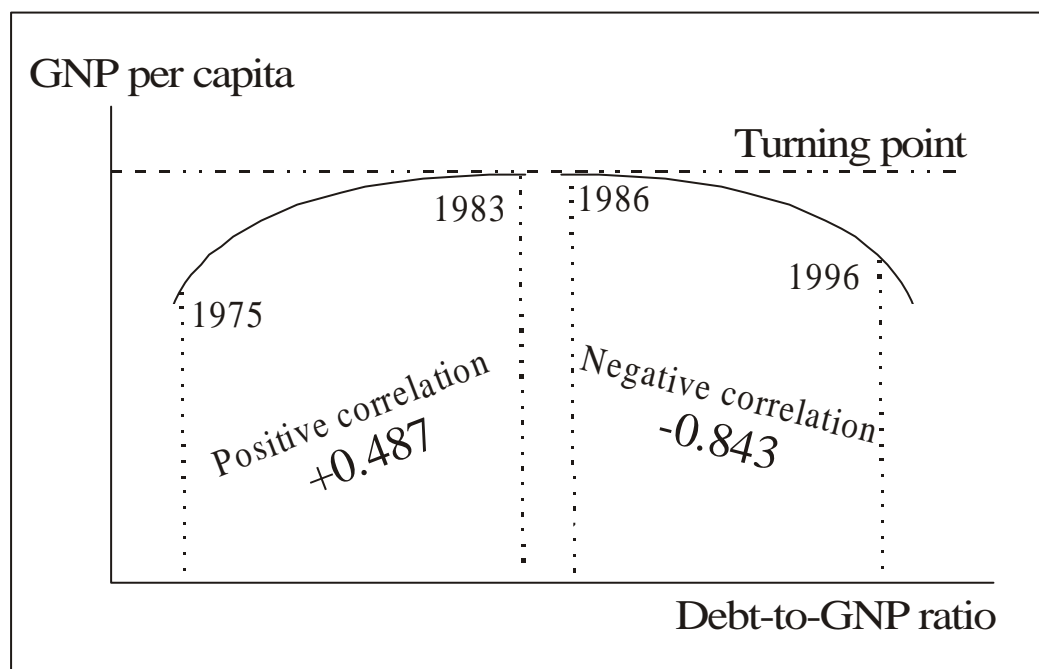 GNP per capita
Turning point
1983
1986
1975
1996
Positive correlation
+0.487
Negative correlation
-0.843
Debt-to-GNP ratio